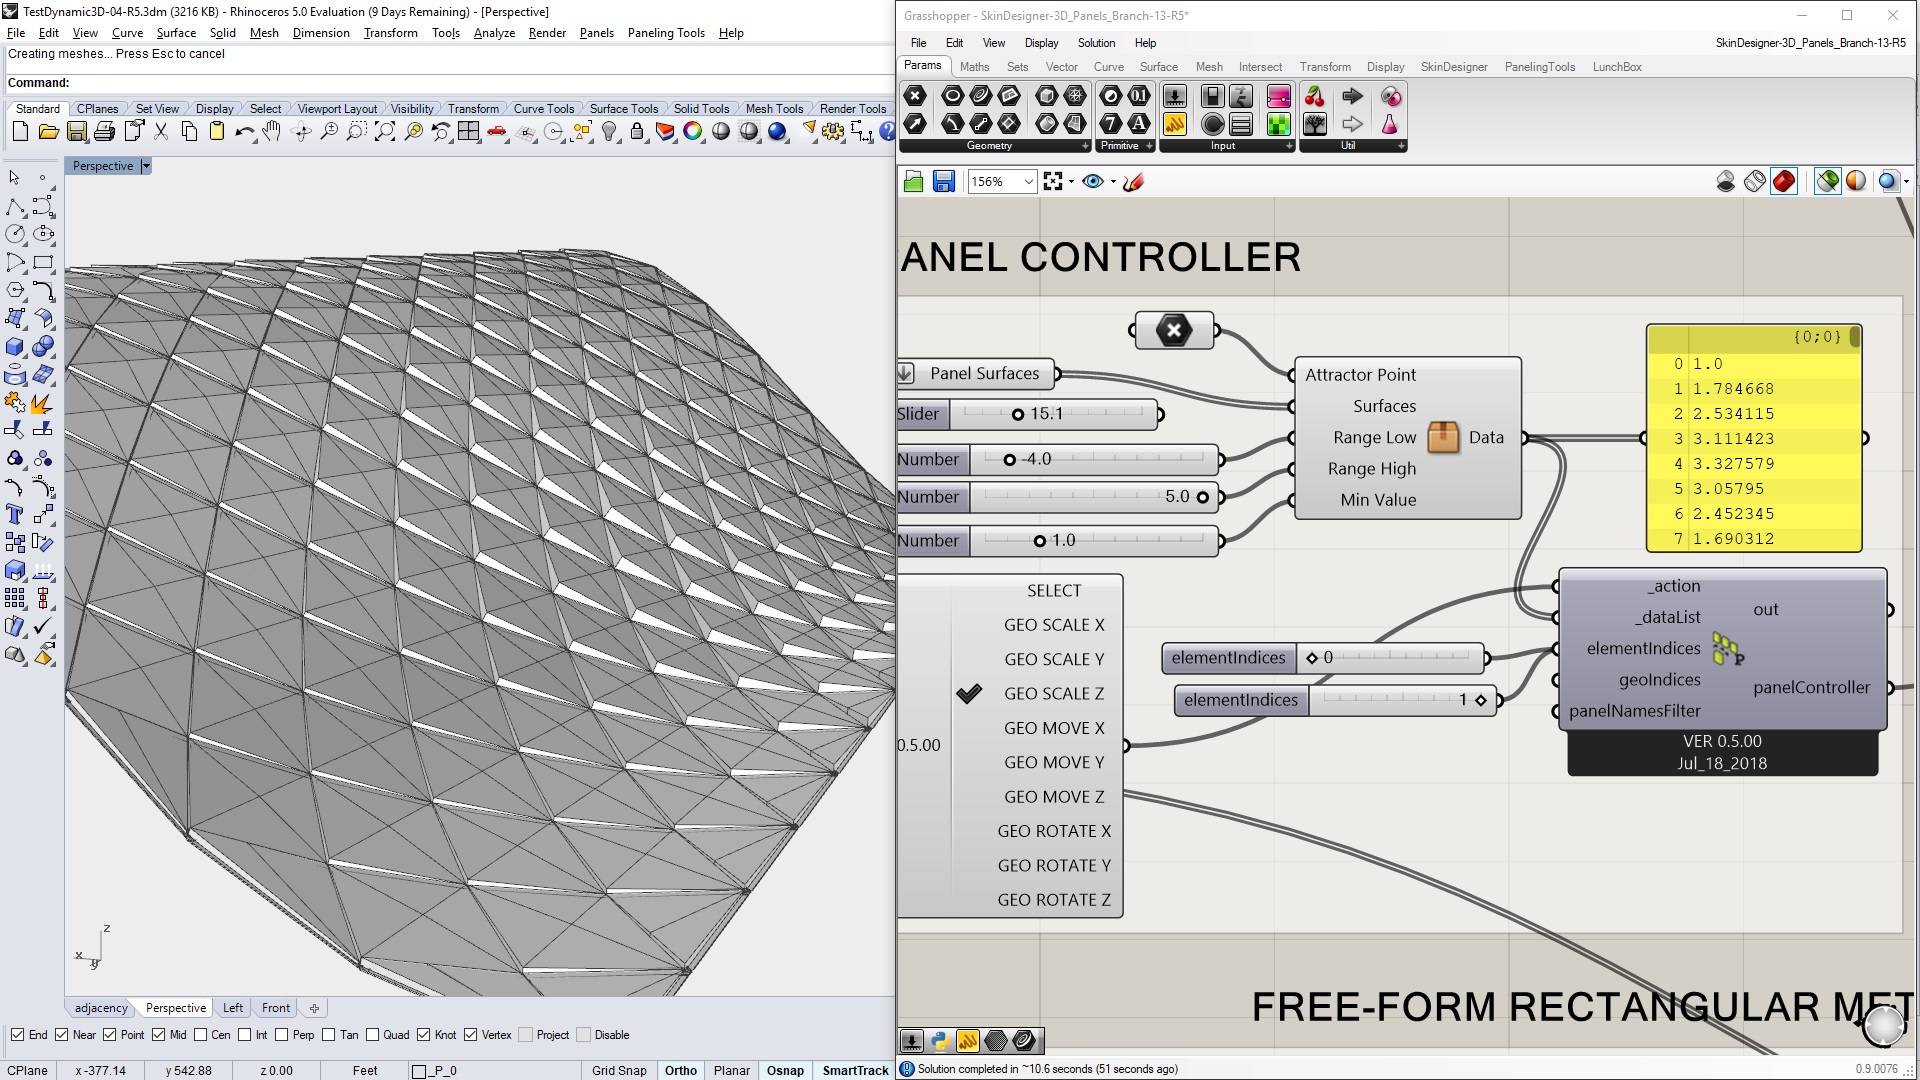 TestDynamic3D-04-R5.3dm (3216 KB) - Rhinoceros 5.0 Evaluation (9 Days Remaining) - [Perspective]
File Edit View Curve Surface Solid Mesh Dimension Transform Tools Analyze Render Panels Paneling Tools Help
Creating meshes... Press Esc to cancel
Command:
Standard CPlanes Set View Display Select Viewport Layout Visibility Transform Curve Tools Surface Tools Solid Tools Mesh Tools Render Tools
Perspective
z
x
y
adjacency Perspective Left Front
End Near Point Mid Cen Int Perp Tan Quad Knot Vertex Project Disable
CPlane x -377.14 y 542.88 z 0.00 Feet _P_0 Grid Snap Ortho Planar Osnap SmartTrack
Grasshopper - SkinDesigner-3D_Panels_Branch-13-R5*
File Edit View Display Solution Help SkinDesigner-3D_Panels_Branch-13-R5
Params Maths Sets Vector Curve Surface Mesh Intersect Transform Display SkinDesigner PanelingTools LunchBox
Geometry Primitive Input Util
156%
ANEL CONTROLLER
Panel Surfaces
Slider 15.1
Number -4.0
Number 5.0
Number 1.0
Attractor Point
Surfaces
Range Low
Range High
Min Value
Data
{0;0}
0 1.0
1 1.784668
2 2.534115
3 3.111423
4 3.327579
5 3.05795
6 2.452345
7 1.690312
0.5.00
SELECT
GEO SCALE X
GEO SCALE Y
GEO SCALE Z
GEO MOVE X
GEO MOVE Y
GEO MOVE Z
GEO ROTATE X
GEO ROTATE Y
GEO ROTATE Z
elementIndices 0
elementIndices 1
_action
_dataList
elementIndices
geoIndices
panelNamesFilter
out
panelController
VER 0.5.00
Jul_18_2018
FREE-FORM RECTANGULAR MET
Solution completed in ~10.6 seconds (51 seconds ago) 0.9.0076